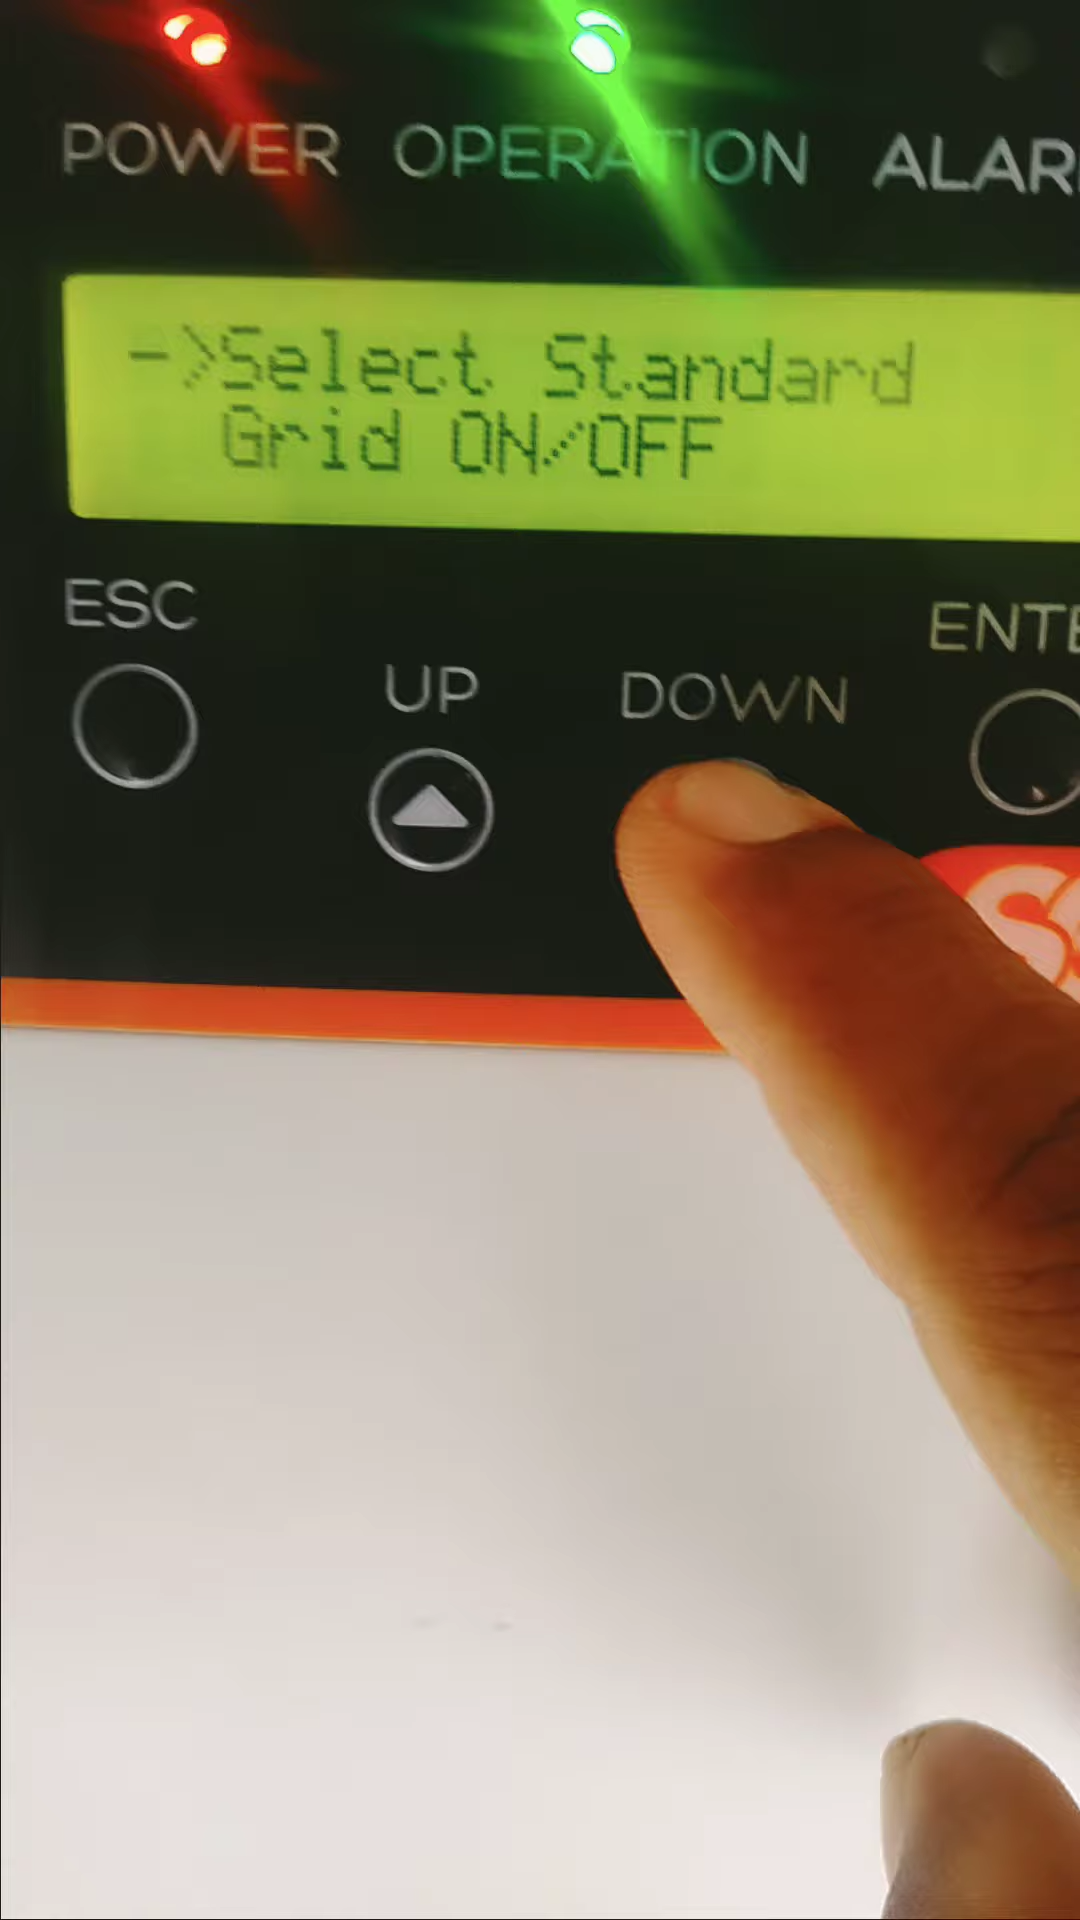 POWER OPERATION
->Select Standard
Grid ON/OFF
ESC
UP
DOWN